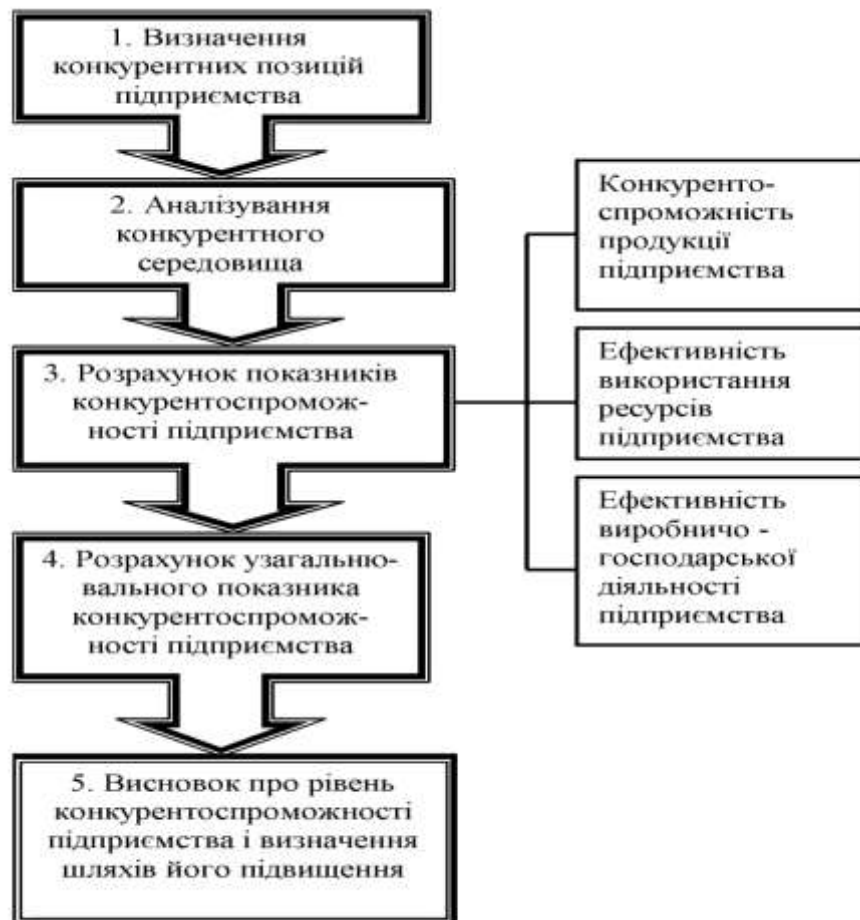 1. Визначення
конкурентних позицій
підприємства
2. Аналізування
конкурентного
середовища
3. Розрахунок показників
конкурентоспромож-
ності підприємства
4. Розрахунок узагальню-
вального показника
конкурентоспромож-
ності підприємства
5. Висновок про рівень
конкурентоспроможності
підприємства і визначення
шляхів його підвищення
Конкуренто-
спроможність
продукції
підприємства
Ефективність
використання
ресурсів
підприємства
Ефективність
виробничо -
господарської
діяльності
підприємства